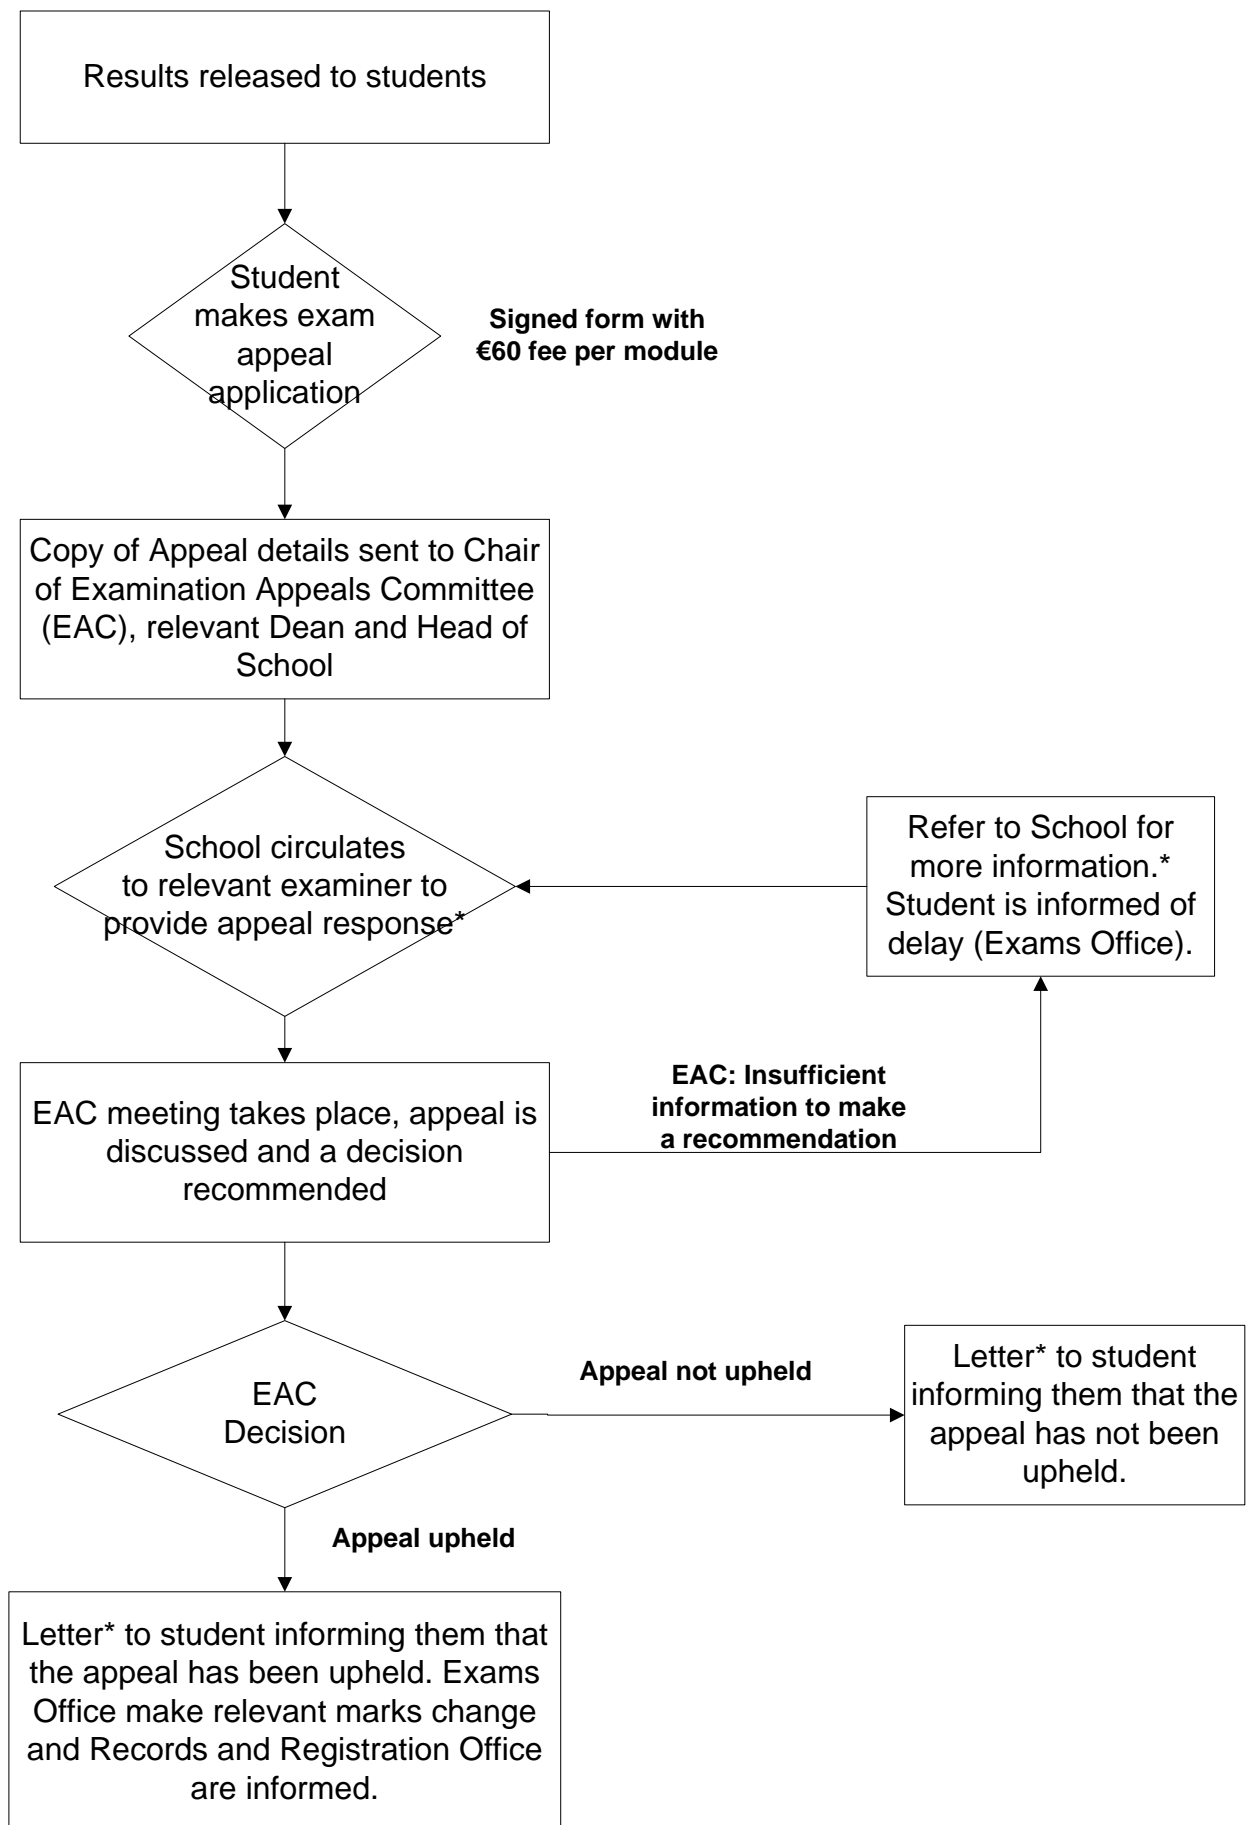 Results released to students
Student
makes exam
appeal
application
Signed form with
€60 fee per module
Copy of Appeal details sent to Chair
of Examination Appeals Committee
(EAC), relevant Dean and Head of
School
School circulates
to relevant examiner to
provide appeal response*
Refer to School for
more information.*
Student is informed of
delay (Exams Office).
EAC meeting takes place, appeal is
discussed and a decision
recommended
EAC: Insufficient
information to make
a recommendation
EAC
Decision
Appeal not upheld
Letter* to student
informing them that the
appeal has not been
upheld.
Appeal upheld
Letter* to student informing them that
the appeal has been upheld. Exams
Office make relevant marks change
and Records and Registration Office
are informed.